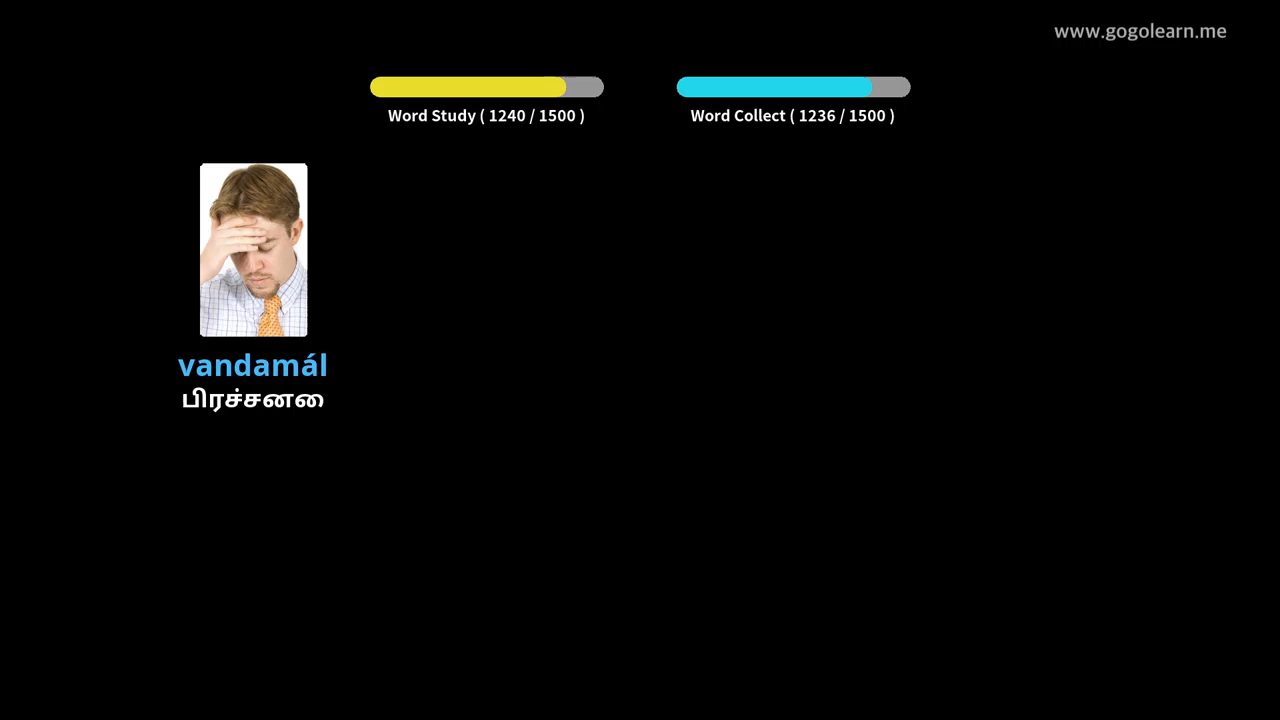 www.gogolearn.me
Word Study ( 1240 / 1500 )
Word Collect ( 1236 / 1500 )
vandamál
பிரச்சனை